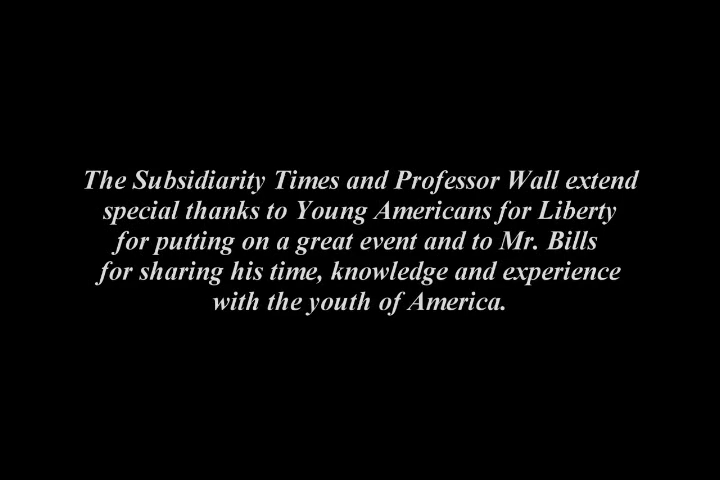 The Subsidiarity Times and Professor Wall extend
special thanks to Young Americans for Liberty
for putting on a great event and to Mr. Bills
for sharing his time, knowledge and experience
with the youth of America.